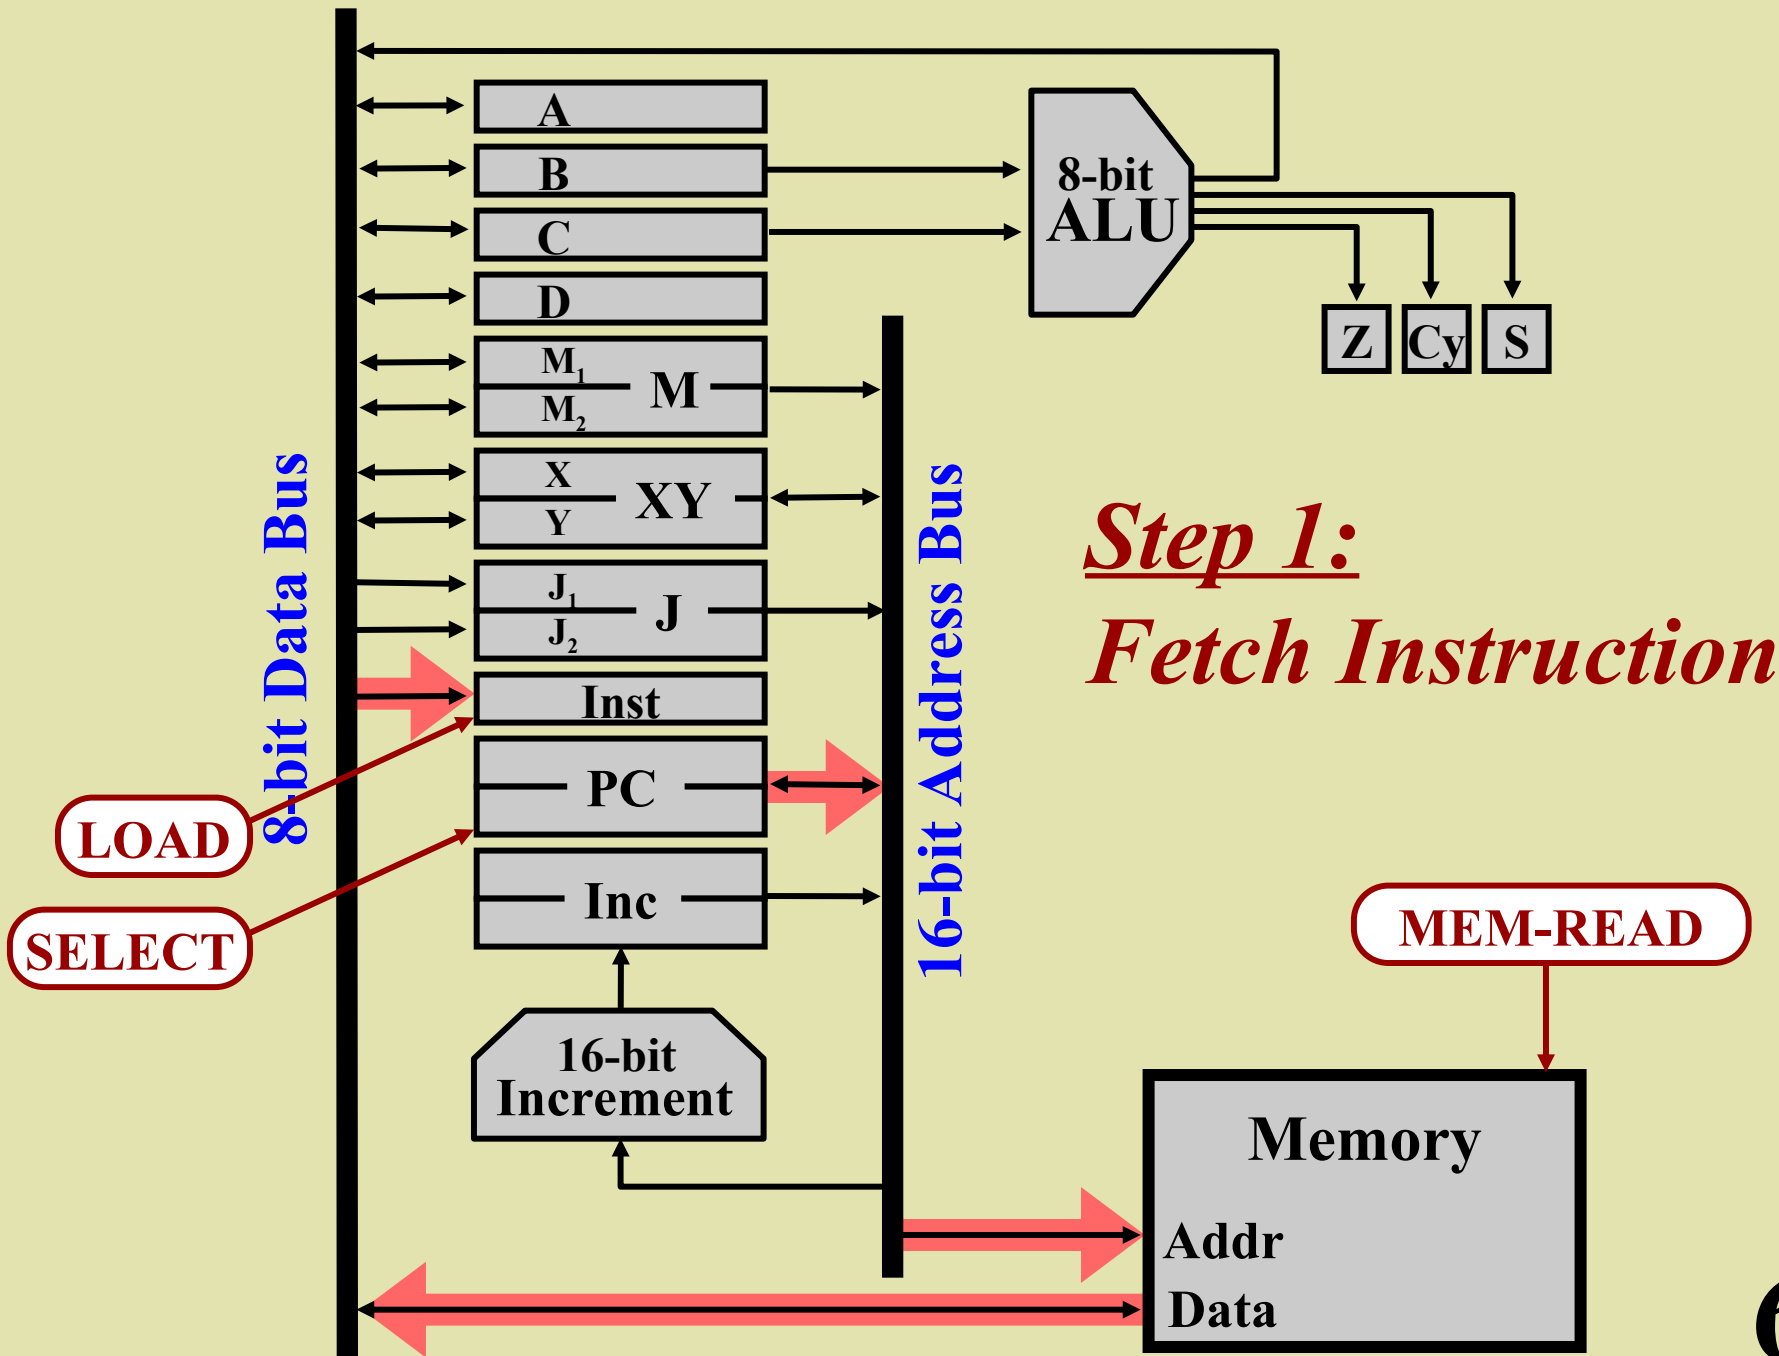 A
B
C
D
M1
M2
M
X
Y
XY
J1
J2
J
Inst
PC
Inc
16-bit
Increment
8-bit Data Bus
16-bit Address Bus
8-bit
ALU
Z
Cy
S
Step 1:
Fetch Instruction
LOAD
SELECT
MEM-READ
Memory
Addr
Data